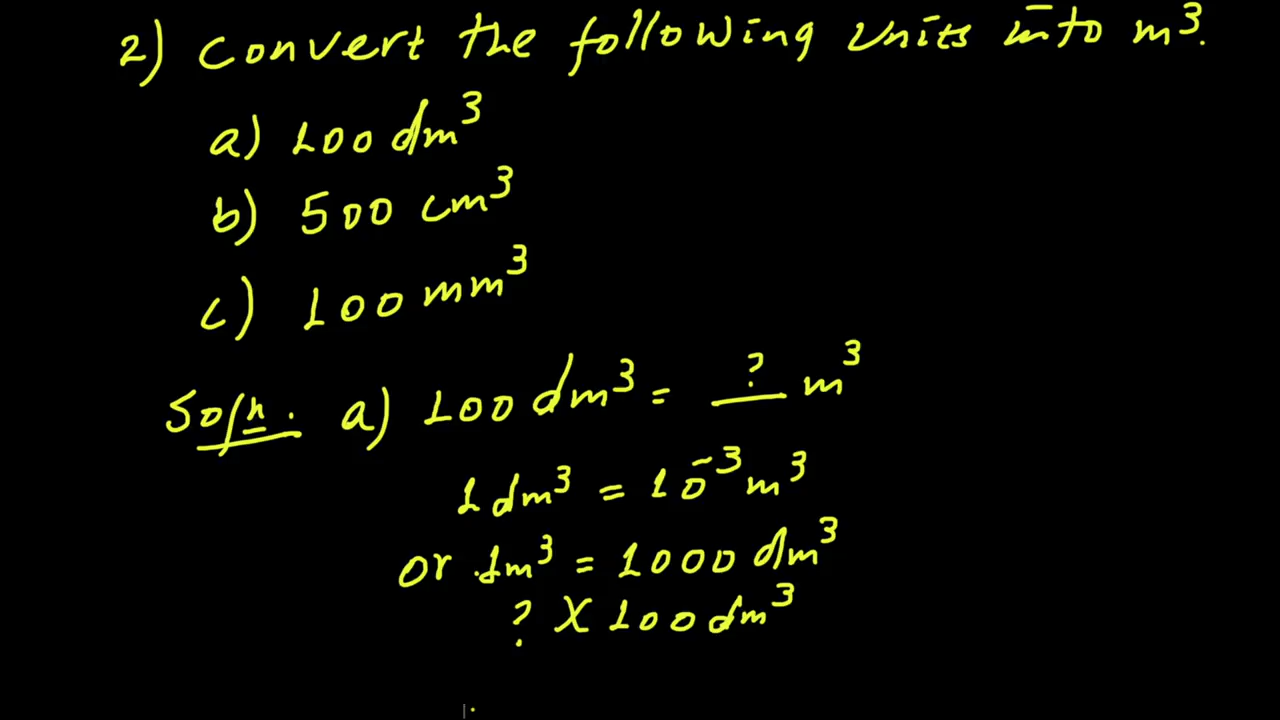 2) Convert the following units into m³.
a) 100 dm³
b) 500 cm³
c) 100 mm³
Soln. a) 100 dm³ = ? m³
1 dm³ = 10⁻³ m³
or 1m³ = 1000 dm³
? X 100 dm³